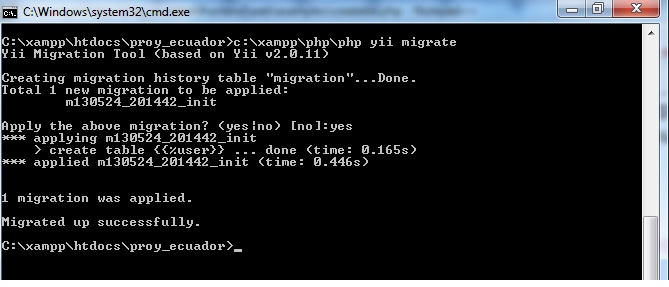 C:\Windows\system32\cmd.exe
C:\xampp\htdocs\proy_ecuador>c:\xampp\php\php yii migrate
Yii Migration Tool (based on Yii v2.0.11)
Creating migration history table "migration"...Done.
Total 1 new migration to be applied:
m130524_201442_init
Apply the above migration? (yes|no) [no]:yes
*** applying m130524_201442_init
> create table {{%user}} ... done (time: 0.165s)
*** applied m130524_201442_init (time: 0.446s)
1 migration was applied.
Migrated up successfully.
C:\xampp\htdocs\proy_ecuador>_